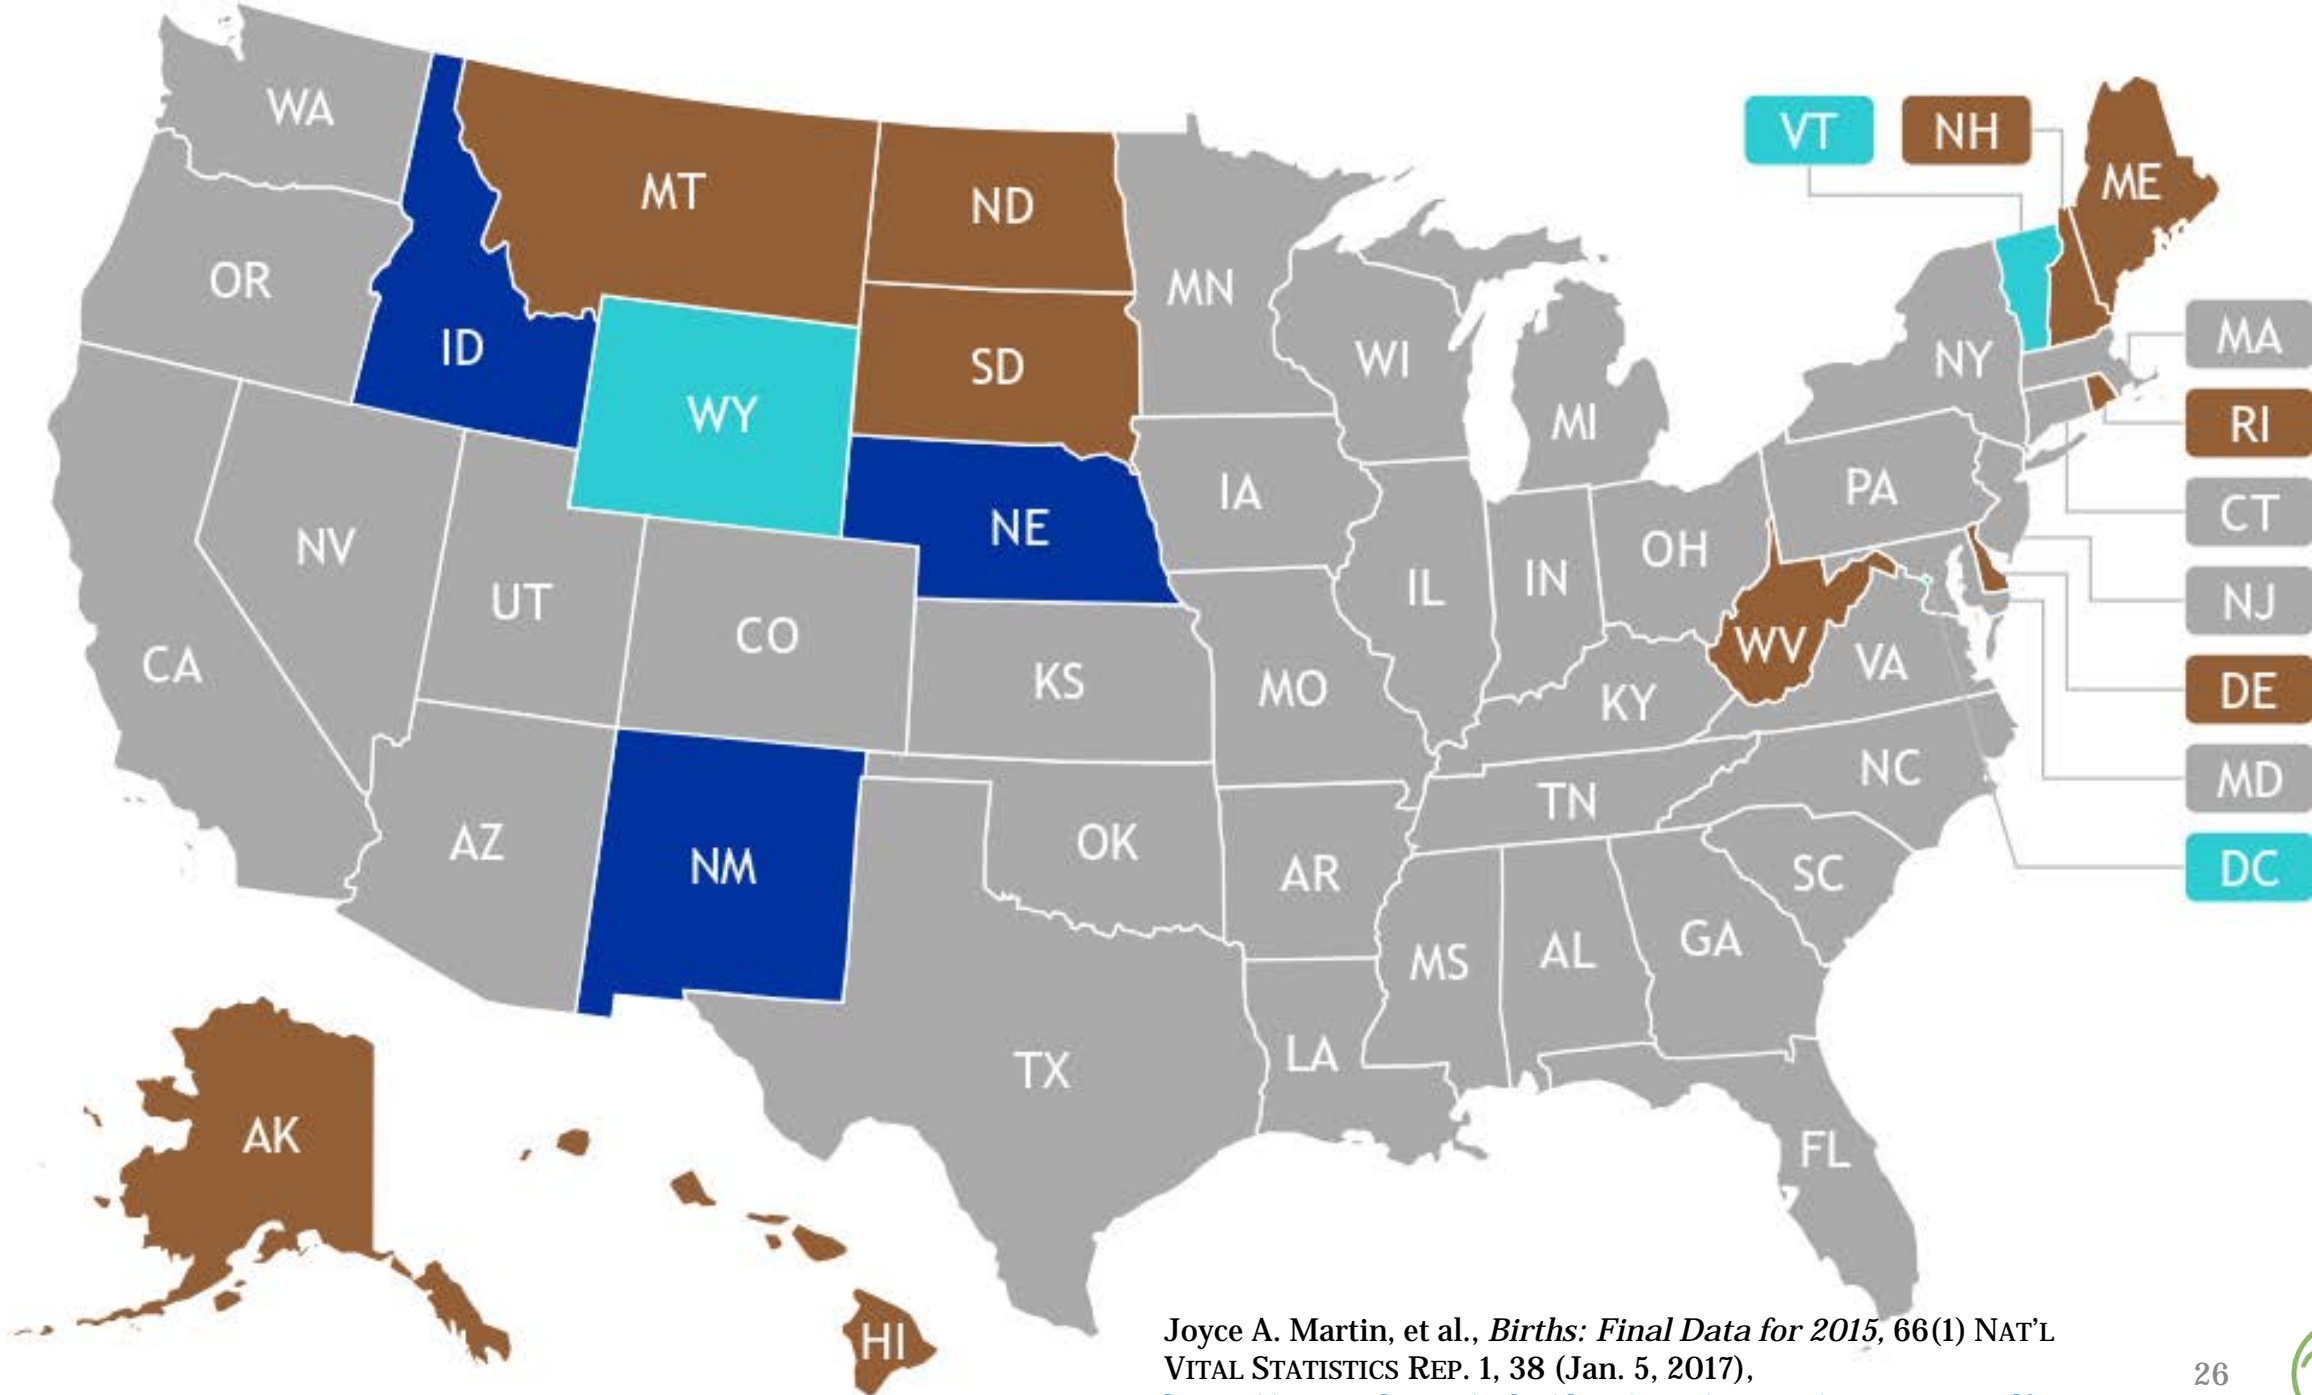 WA
MT
ND
VT
NH
ME
OR
ID
MN
SD
WI
NY
MA
WY
MI
RI
IA
PA
CT
NE
NV
OH
IN
IL
NJ
UT
CO
WV
VA
CA
KS
MO
KY
DE
NC
MD
TN
AZ
NM
OK
AR
SC
DC
MS
AL
GA
TX
LA
AK
FL
HI
Joyce A. Martin, et al., Births: Final Data for 2015, 66(1) NAT'L
VITAL STATISTICS REP. 1, 38 (Jan. 5, 2017),
26